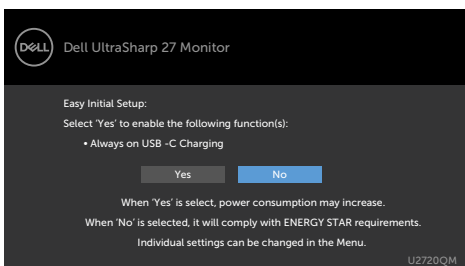 DELL
Dell UltraSharp 27 Monitor
Easy Initial Setup:
Select 'Yes' to enable the following function(s):
• Always on USB -C Charging
Yes No
When 'Yes' is select, power consumption may increase.
When 'No' is selected, it will comply with ENERGY STAR requirements.
Individual settings can be changed in the Menu.
U2720QM